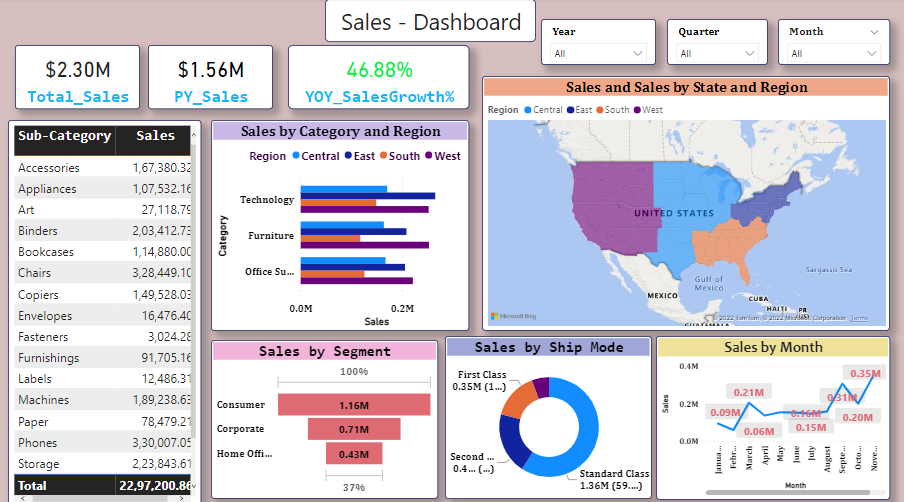 Sales - Dashboard
Year
All
Quarter
All
Month
All
$2.30M
Total_Sales
$1.56M
PY_Sales
46.88%
YOY_SalesGrowth%
Sub-Category Sales
Accessories 1,67,380.32
Appliances 1,07,532.16
Art 27,118.79
Binders 2,03,412.73
Bookcases 1,14,880.00
Chairs 3,28,449.10
Copiers 1,49,528.03
Envelopes 16,476.40
Fasteners 3,024.28
Furnishings 91,705.16
Labels 12,486.31
Machines 1,89,238.63
Paper 78,479.21
Phones 3,30,007.05
Storage 2,23,843.61
Total 22,97,200.86
Sales by Category and Region
Region Central East South West
Category
Technology
Furniture
Office Su...
0.0M 0.2M
Sales
Sales and Sales by State and Region
Region Central East South West
UNITED STATES
Sargasso Sea
Gulf of
Mexico
MEXICO
CUBA
HAITI
PR
GUATEMALA
Microsoft Bing
© 2022 TomTom, © 2022 Microsoft Corporation Terms
Sales by Segment
100%
Consumer 1.16M
Corporate 0.71M
Home Offi... 0.43M
37%
Sales by Ship Mode
First Class
0.35M (1...)
Second ...
0.4... (...)
Standard Class
1.36M (59....)
Sales by Month
Sales
0.4M
0.2M
0.0M
0.09M
0.21M
0.06M
0.16M
0.15M
0.31M
0.20M
0.35M
Janua...
Febr...
March
April
May
June
July
August
Septe...
Octo...
Nove...
Month